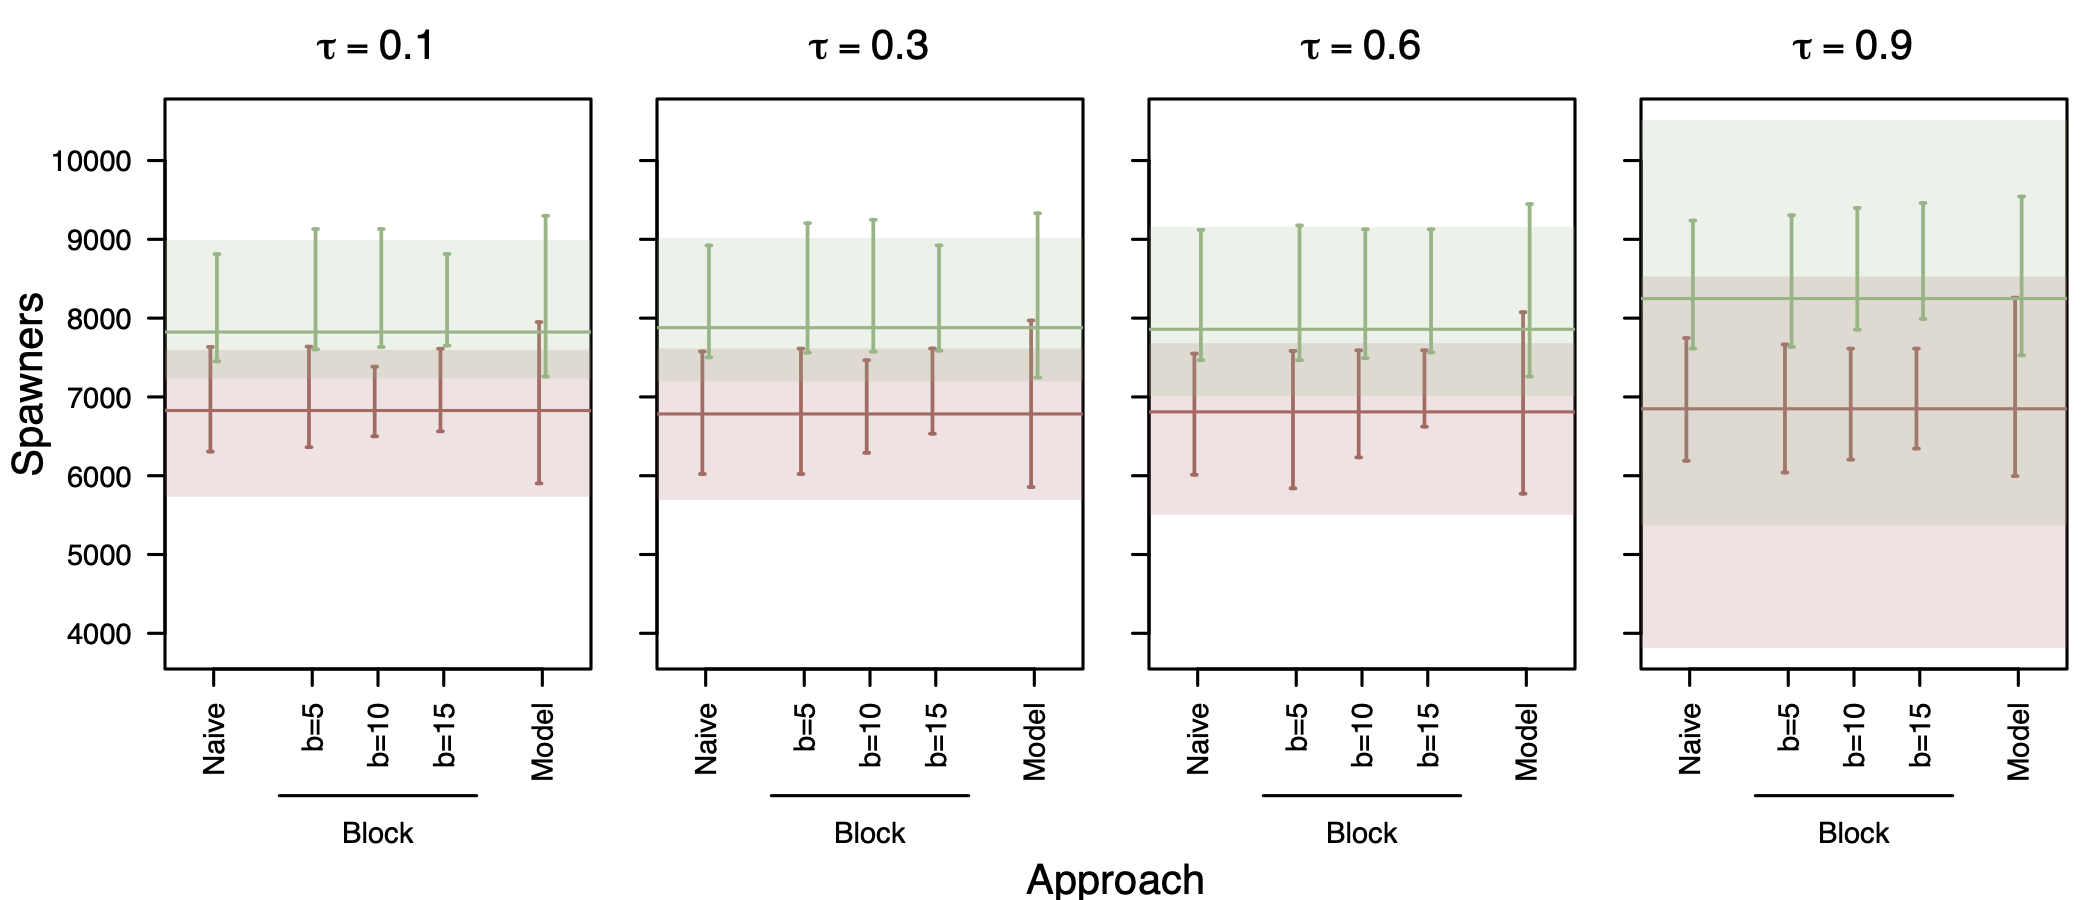 τ = 0.1
τ = 0.3
τ = 0.6
τ = 0.9
Spawners
10000
9000
8000
7000
6000
5000
4000
Naive
b=5
b=10
b=15
Model
Block
Naive
b=5
b=10
b=15
Model
Block
Naive
b=5
b=10
b=15
Model
Block
Naive
b=5
b=10
b=15
Model
Block
Approach